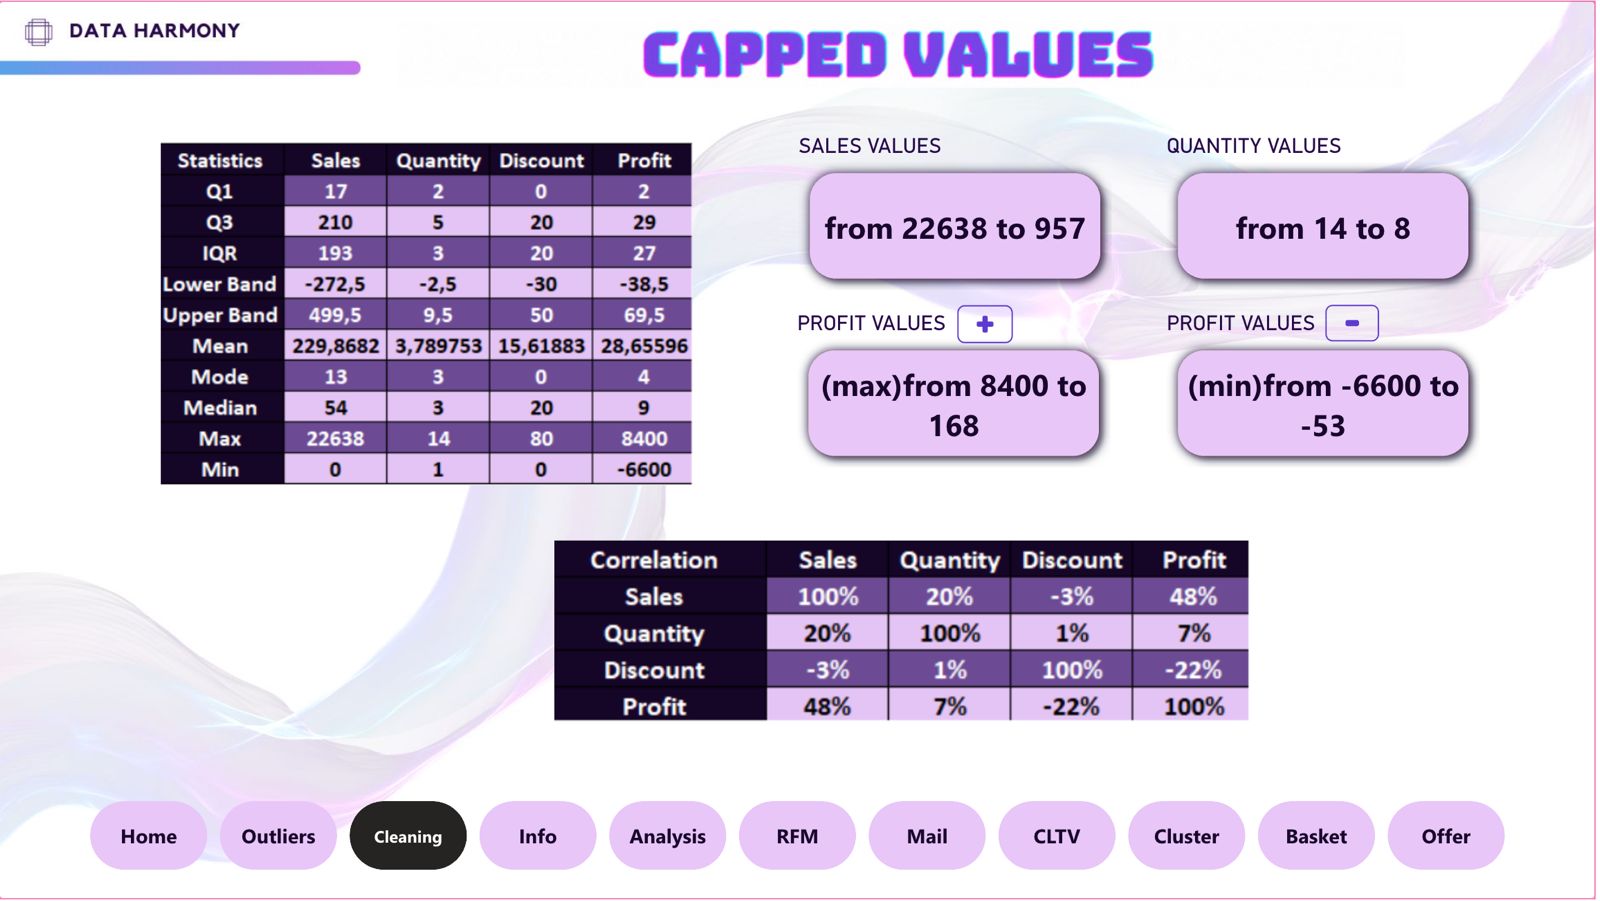 DATA HARMONY
CAPPED VALUES
Statistics Sales Quantity Discount Profit
Q1 17 2 0 2
Q3 210 5 20 29
IQR 193 3 20 27
Lower Band -272,5 -2,5 -30 -38,5
Upper Band 499,5 9,5 50 69,5
Mean 229,8682 3,789753 15,61883 28,65596
Mode 13 3 0 4
Median 54 3 20 9
Max 22638 14 80 8400
Min 0 1 0 -6600
SALES VALUES
from 22638 to 957
QUANTITY VALUES
from 14 to 8
PROFIT VALUES +
(max)from 8400 to
168
PROFIT VALUES -
(min)from -6600 to
-53
Correlation Sales Quantity Discount Profit
Sales 100% 20% -3% 48%
Quantity 20% 100% 1% 7%
Discount -3% 1% 100% -22%
Profit 48% 7% -22% 100%
Home Outliers Cleaning Info Analysis RFM Mail CLTV Cluster Basket Offer